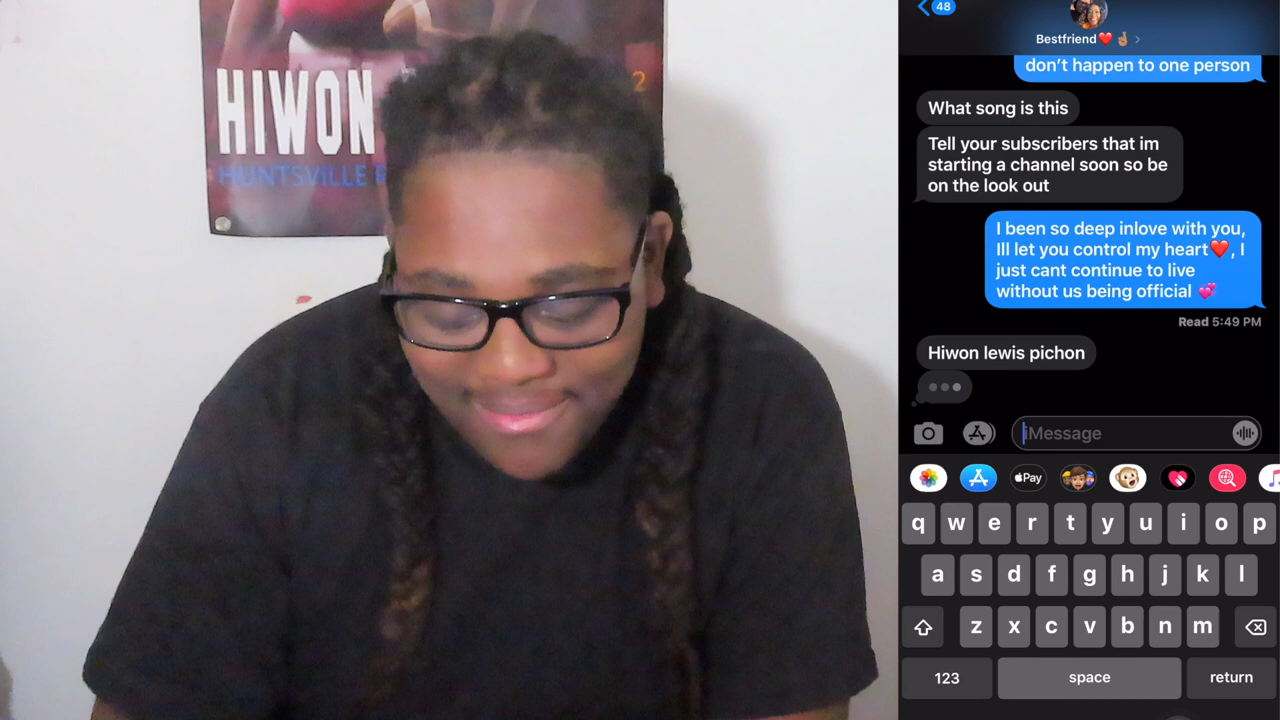 HIWON
2
HUNTSVILLE
48
Bestfriend❤️🤞🏽 >
don't happen to one person
What song is this
Tell your subscribers that im
starting a channel soon so be
on the look out
I been so deep inlove with you,
Ill let you control my heart❤️, I
just cant continue to live
without us being official 💞
Read 5:49 PM
Hiwon lewis pichon
iMessage
Pay
q w e r t y u i o p
a s d f g h j k l
z x c v b n m
123 space return